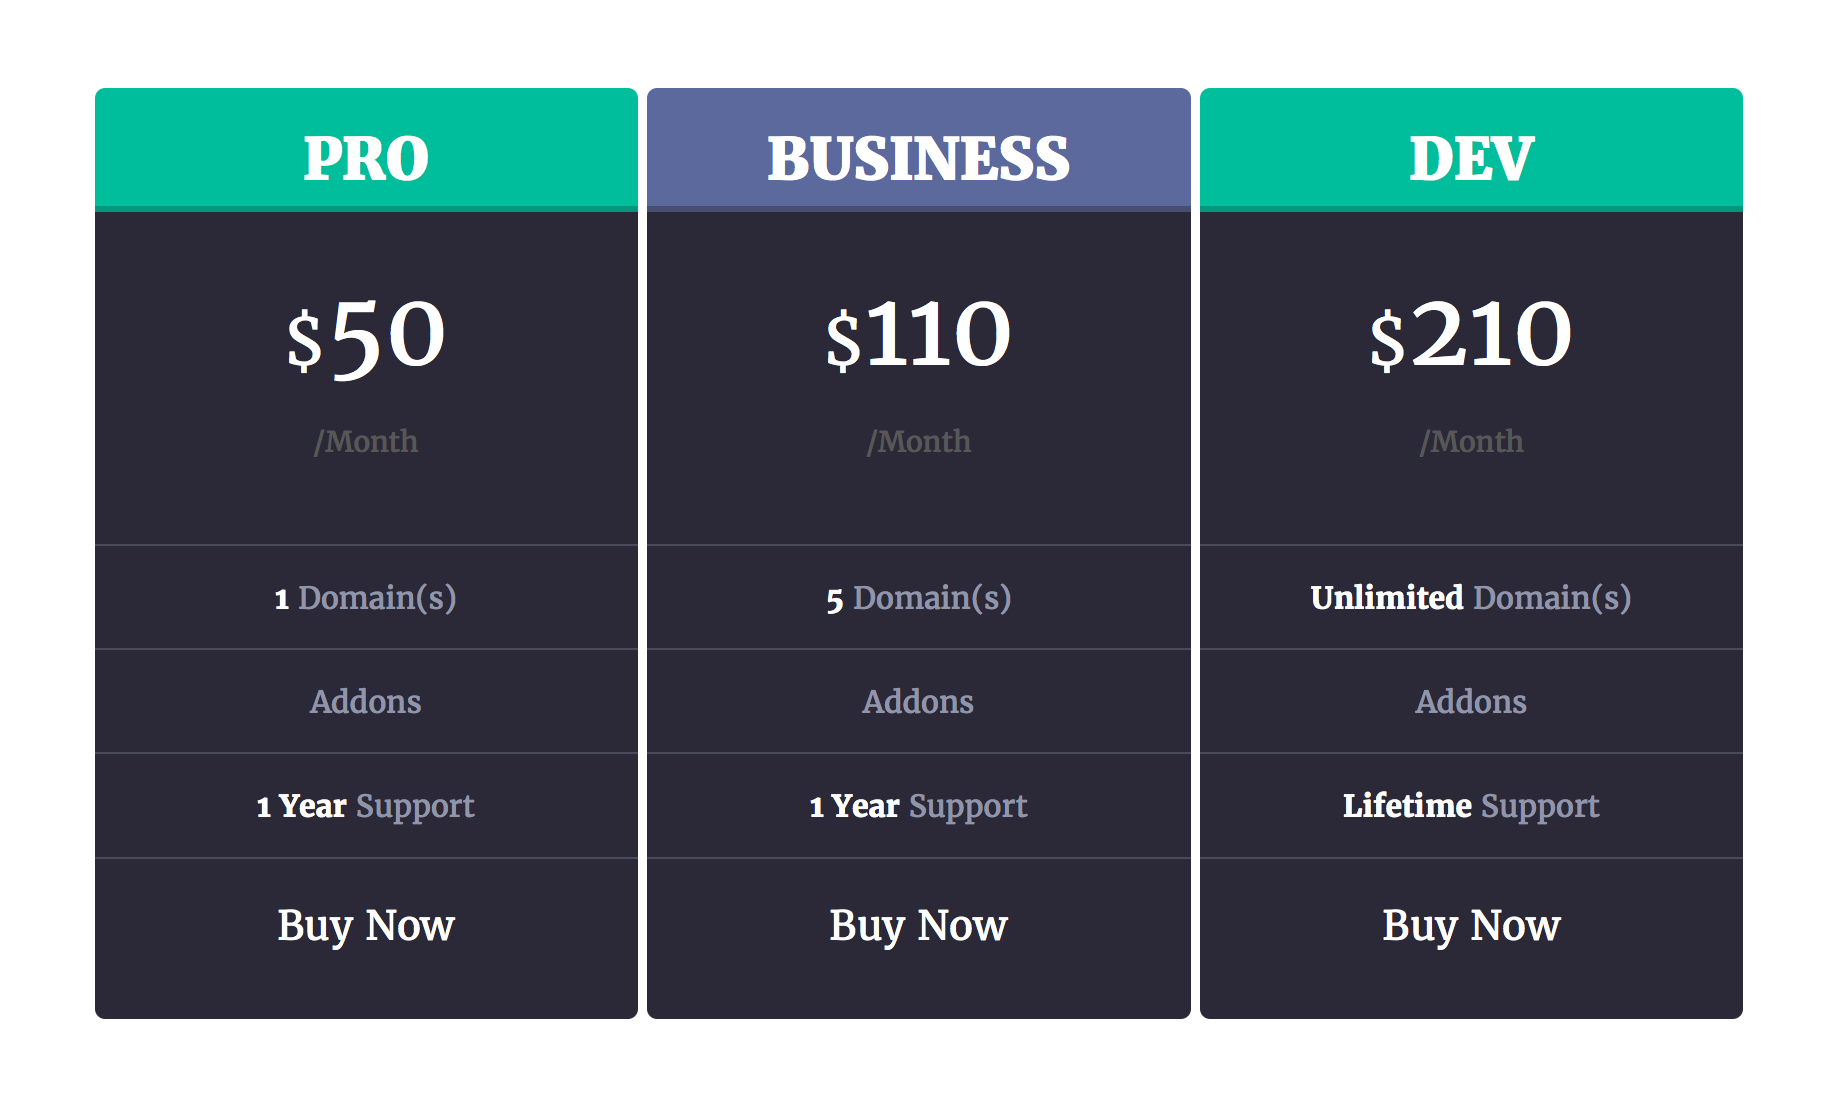 PRO
$50
/Month
1 Domain(s)
Addons
1 Year Support
Buy Now
BUSINESS
$110
/Month
5 Domain(s)
Addons
1 Year Support
Buy Now
DEV
$210
/Month
Unlimited Domain(s)
Addons
Lifetime Support
Buy Now